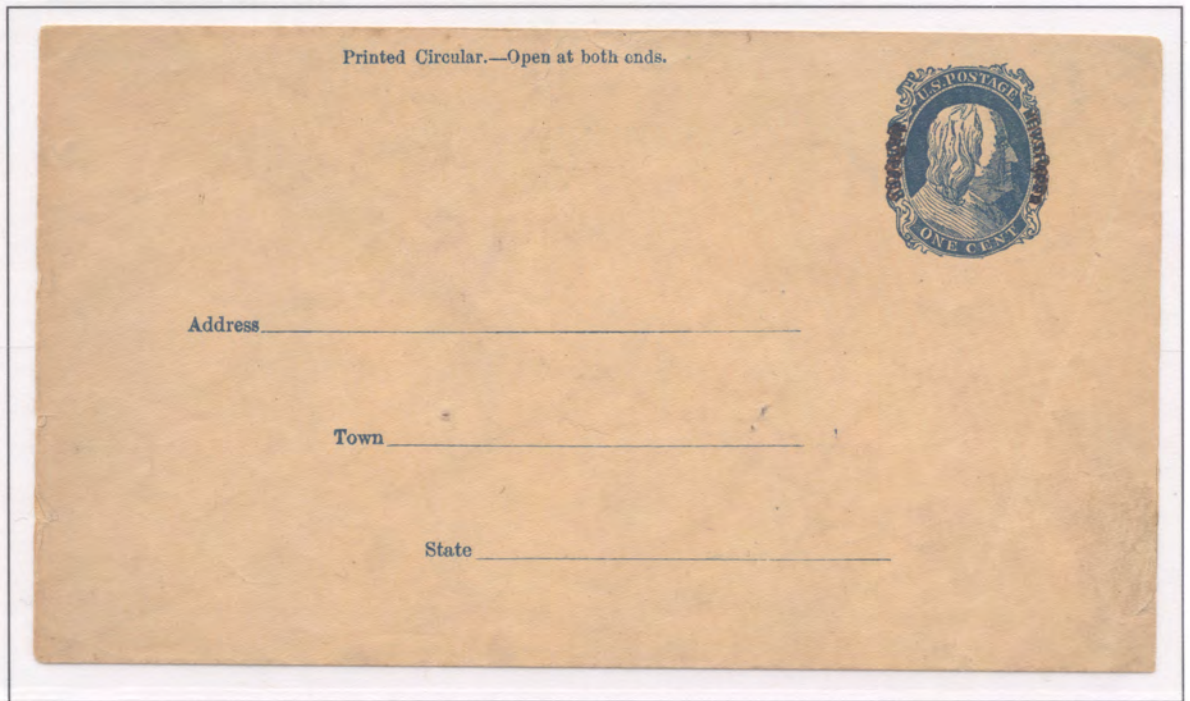 Printed Circular.—Open at both ends.
U.S. POSTAGE
ONE CENT
Address
Town
State